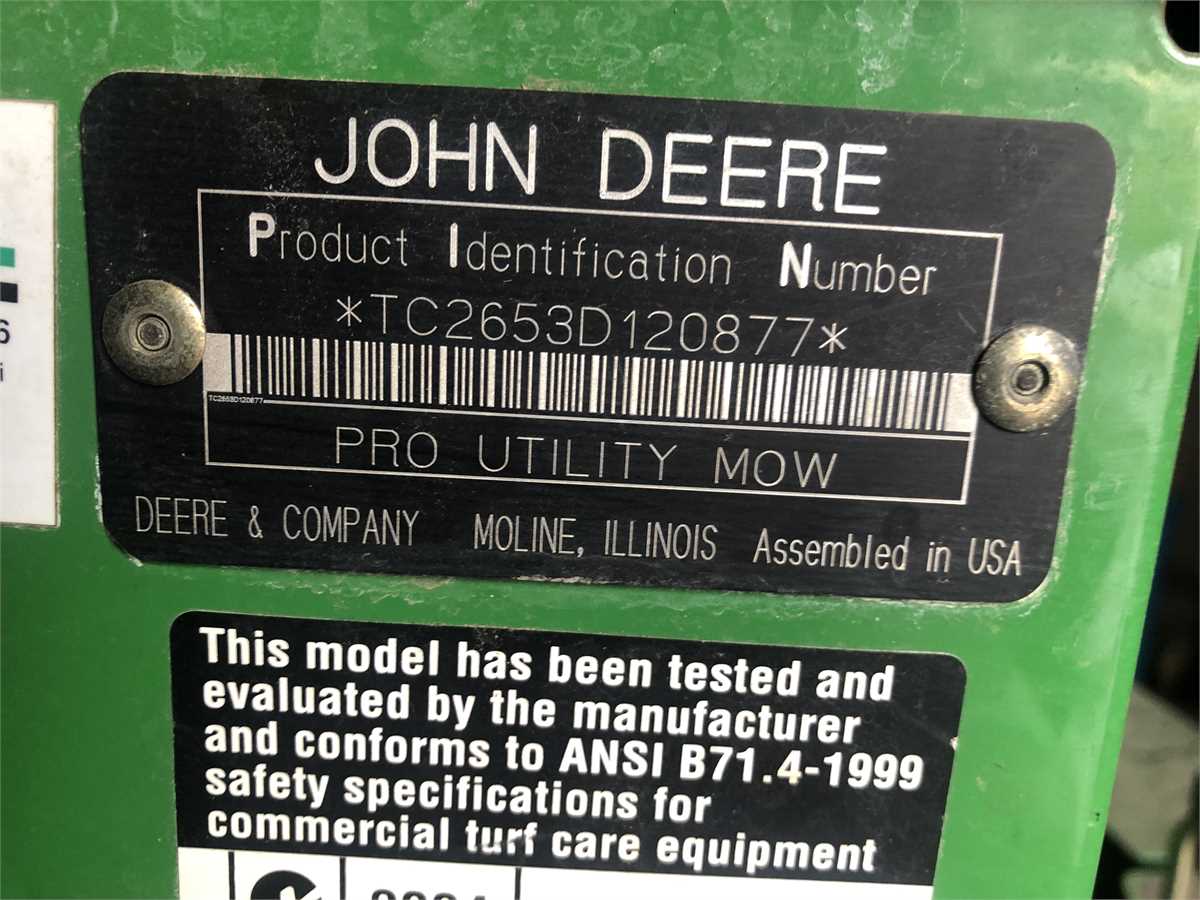 JOHN DEERE
Product Identification Number
*TC2653D120877*
TC2653D120877
PRO UTILITY MOW
DEERE & COMPANY MOLINE, ILLINOIS Assembled in USA
6
i
This model has been tested and
evaluated by the manufacturer
and conforms to ANSI B71.4-1999
safety specifications for
commercial turf care equipment